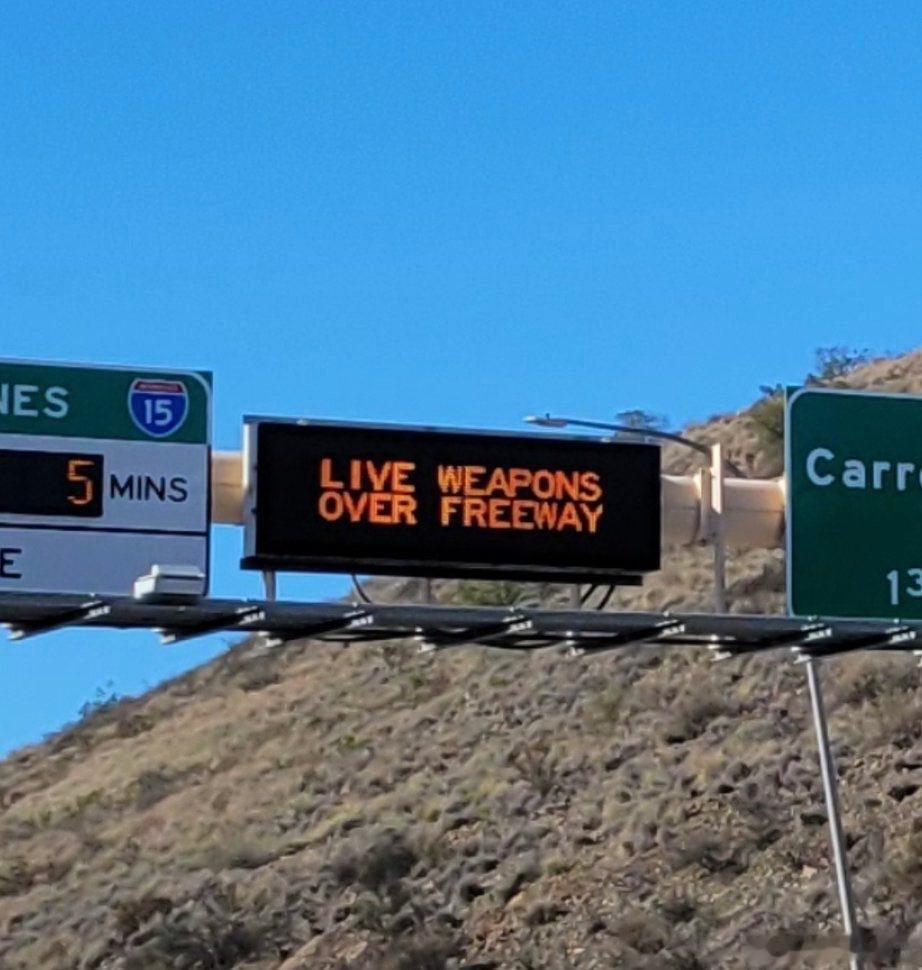 NES
15
5 MINS
E
LIVE WEAPONS
OVER FREEWAY
Carr
13